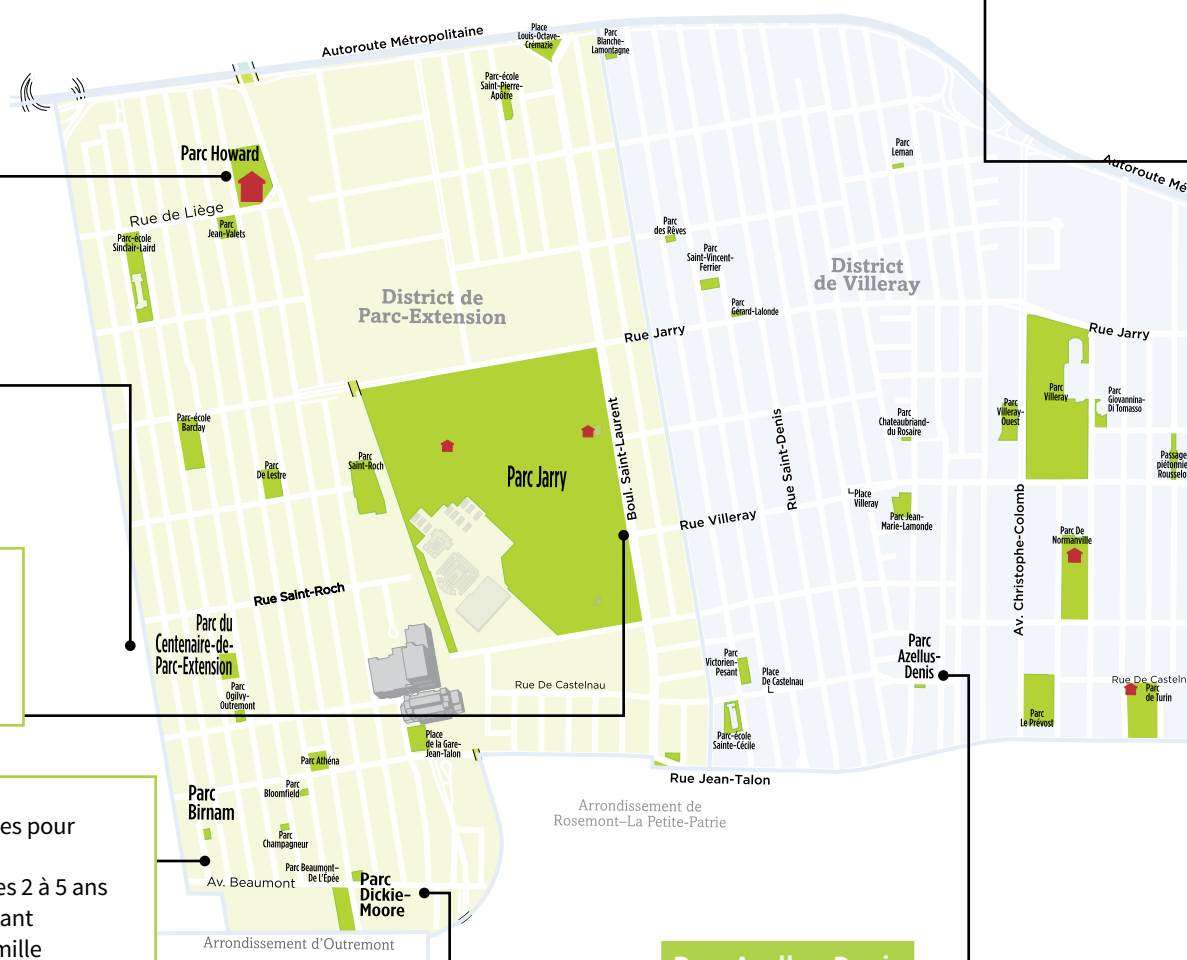 Autoroute Métropolitaine
Place
Louis-Octave-
Crémazie
Parc
Blanche-
Lamontagne
Parc-école
Saint-Pierre-
Apôtre
Parc
Leman
Autoroute Mé
Parc Howard
Rue de Liège
Parc
Jean-Valets
Parc-école
Sinclair-Laird
Parc
des Rêves
Parc
Saint-Vincent-
Ferrier
Parc
Gérard-Lalonde
District
de Villeray
District de
Parc-Extension
Rue Jarry
Rue Jarry
Parc
Villeray
Parc
Giovannina-
Di Tomasso
Parc
Villeray-
Ouest
Parc
Chateaubriand-
du Rosaire
Parc-école
Barclay
Parc
De Lestre
Parc
Saint-Roch
Parc Jarry
Boul. Saint-Laurent
Rue Saint-Denis
Passage
piétonnie
Rousselo
Place
Villeray
Parc Jean-
Marie-Lamonde
Rue Villeray
Av. Christophe-Colomb
Parc De
Normanville
Rue Saint-Roch
Parc du
Centenaire-de-
Parc-Extension
Parc
Ogilvy-
Outremont
Parc
Azellus-
Denis
Parc
Victorien-
Pesant
Place
De Castelnau
Rue De Castelnau
Rue De Casteln
Parc
de Turin
Parc
Le Prévost
Parc-école
Sainte-Cécile
Place
de la Gare-
Jean-Talon
Parc Athéna
Parc
Bloomfield
Rue Jean-Talon
Parc
Birnam
Arrondissement de
Rosemont–La Petite-Patrie
Parc
Champagneur
Parc Beaumont–
De L'Épée
Av. Beaumont
Parc
Dickie-
Moore
Arrondissement d'Outremont
es pour
es 2 à 5 ans
ant
mille